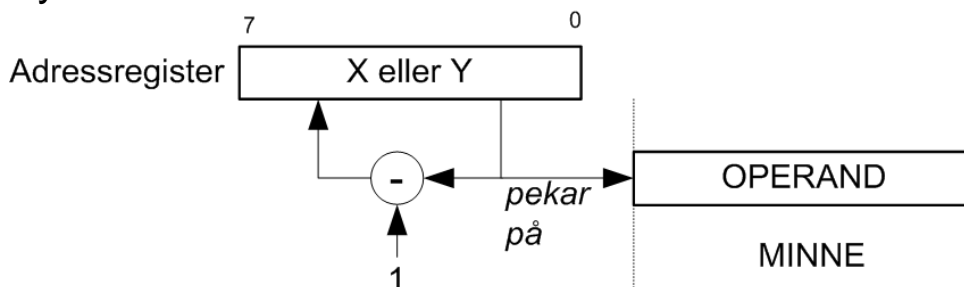 7 0
Adressregister X eller Y
- pekar OPERAND
på
1 MINNE